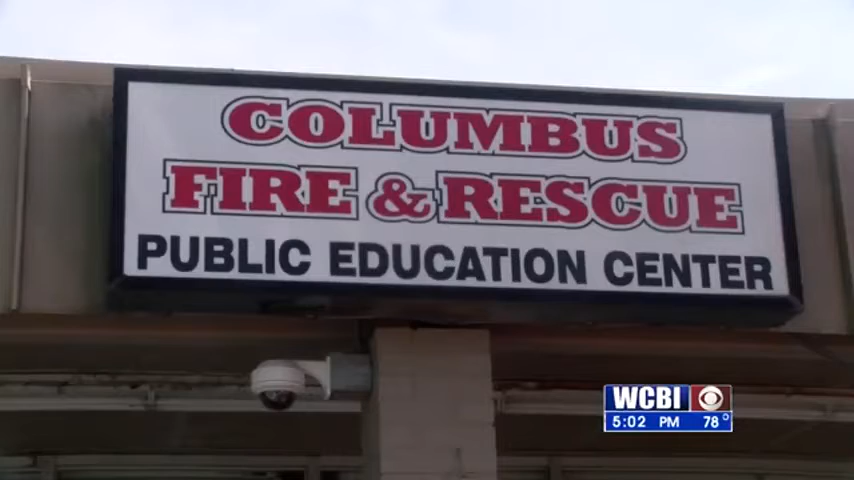 COLUMBUS
FIRE & RESCUE
PUBLIC EDUCATION CENTER
WCBI
5:02 PM 78°